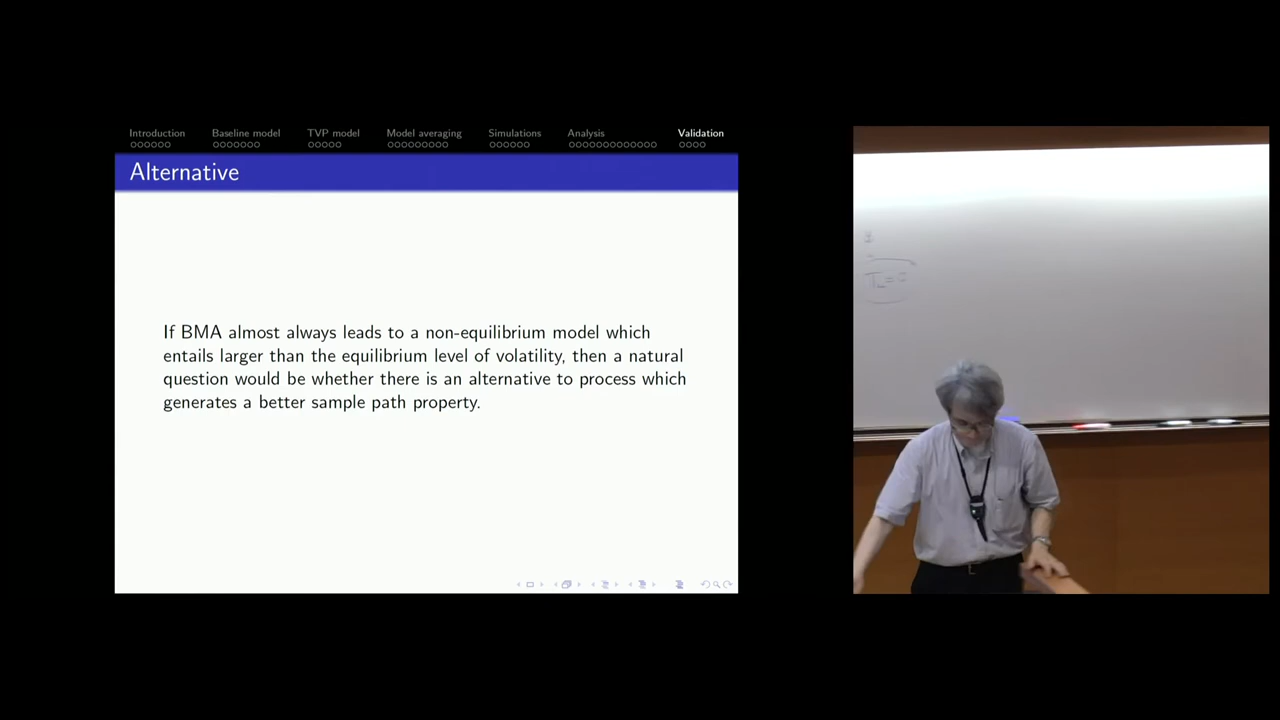 Introduction
Baseline model
TVP model
Model averaging
Simulations
Analysis
Validation
Alternative
If BMA almost always leads to a non-equilibrium model which
entails larger than the equilibrium level of volatility, then a natural
question would be whether there is an alternative to process which
generates a better sample path property.